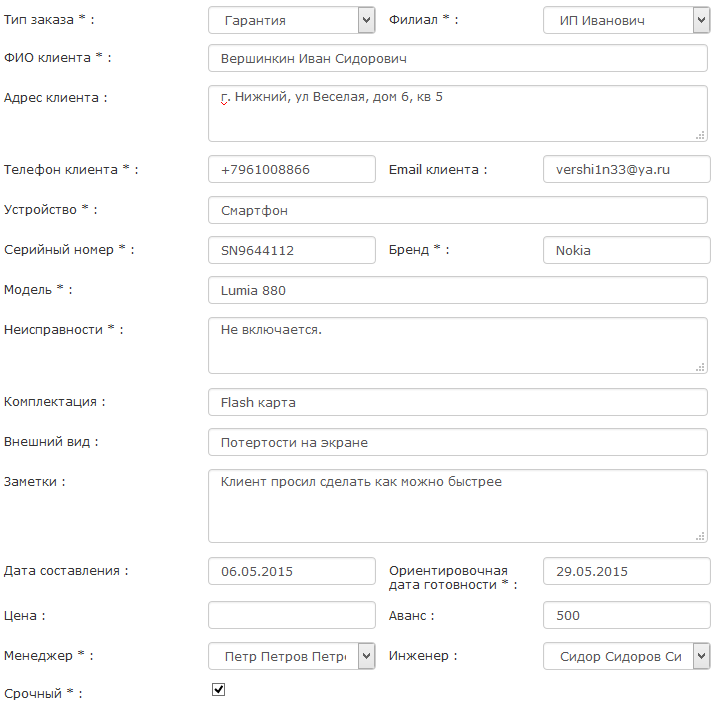 Тип заказа * : Гарантия Филиал * : ИП Иванович
ФИО клиента * : Вершинкин Иван Сидорович
Адрес клиента : г. Нижний, ул Веселая, дом 6, кв 5
Телефон клиента * : +7961008866 Email клиента : vershi1n33@ya.ru
Устройство * : Смартфон
Серийный номер * : SN9644112 Бренд * : Nokia
Модель * : Lumia 880
Неисправности * : Не включается.
Комплектация : Flash карта
Внешний вид : Потертости на экране
Заметки : Клиент просил сделать как можно быстрее
Дата составления : 06.05.2015 Ориентировочная 29.05.2015
дата готовности * :
Цена : Аванс : 500
Менеджер * : Петр Петров Петро Инженер : Сидор Сидоров Си
Срочный * :